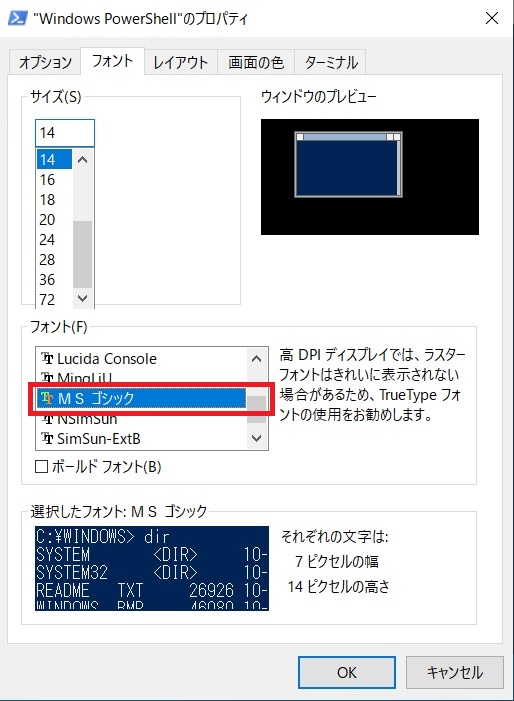 "Windows PowerShell"のプロパティ
オプション フォント レイアウト 画面の色 ターミナル
サイズ(S)
14
14
16
18
20
24
28
36
72
ウィンドウのプレビュー
フォント(F)
Lucida Console
MingLiU
ＭＳ ゴシック
NSimSun
SimSun-ExtB
高 DPI ディスプレイでは、ラスター
フォントはきれいに表示されない
場合があるため、TrueType フォ
ントの使用をお勧めします。
ボールド フォント(B)
選択したフォント: ＭＳ ゴシック
C:¥WINDOWS> dir
SYSTEM <DIR> 10-
SYSTEM32 <DIR> 10-
README TXT 26926 10-
WINDOWS BMP 46080 10-
それぞれの文字は:
7 ピクセルの幅
14 ピクセルの高さ
OK キャンセル